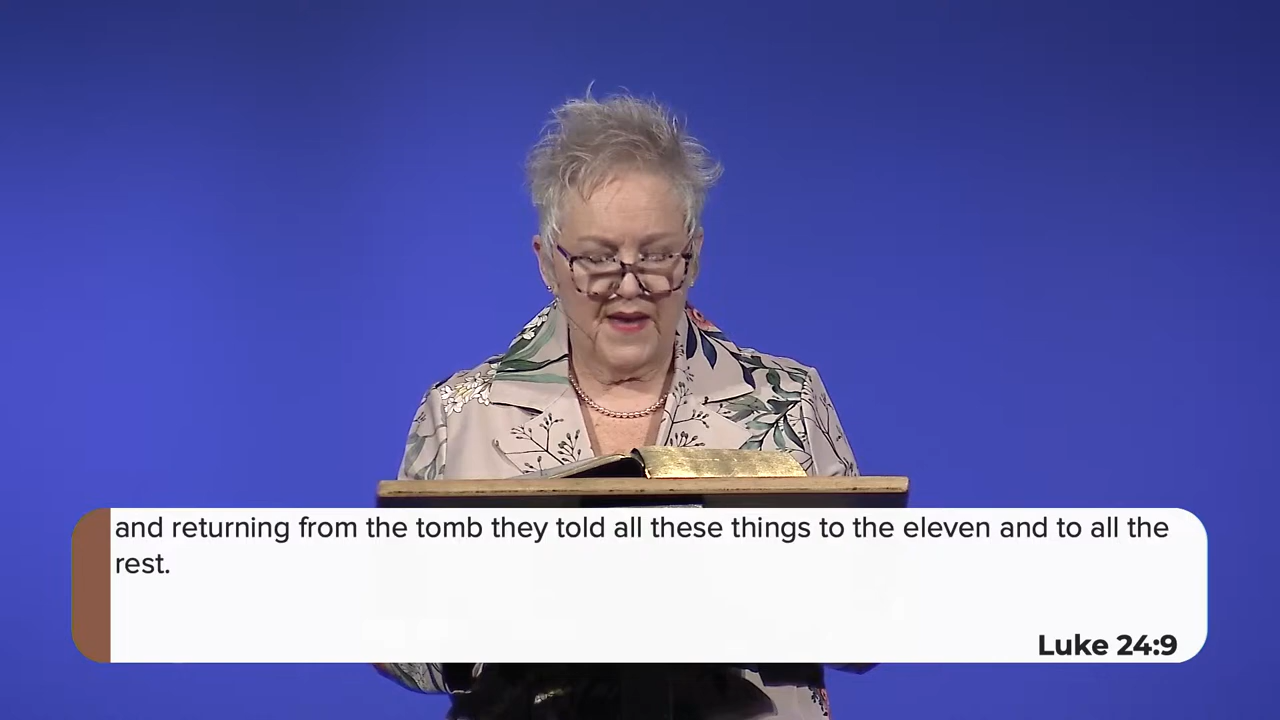 and returning from the tomb they told all these things to the eleven and to all the
rest.
Luke 24:9